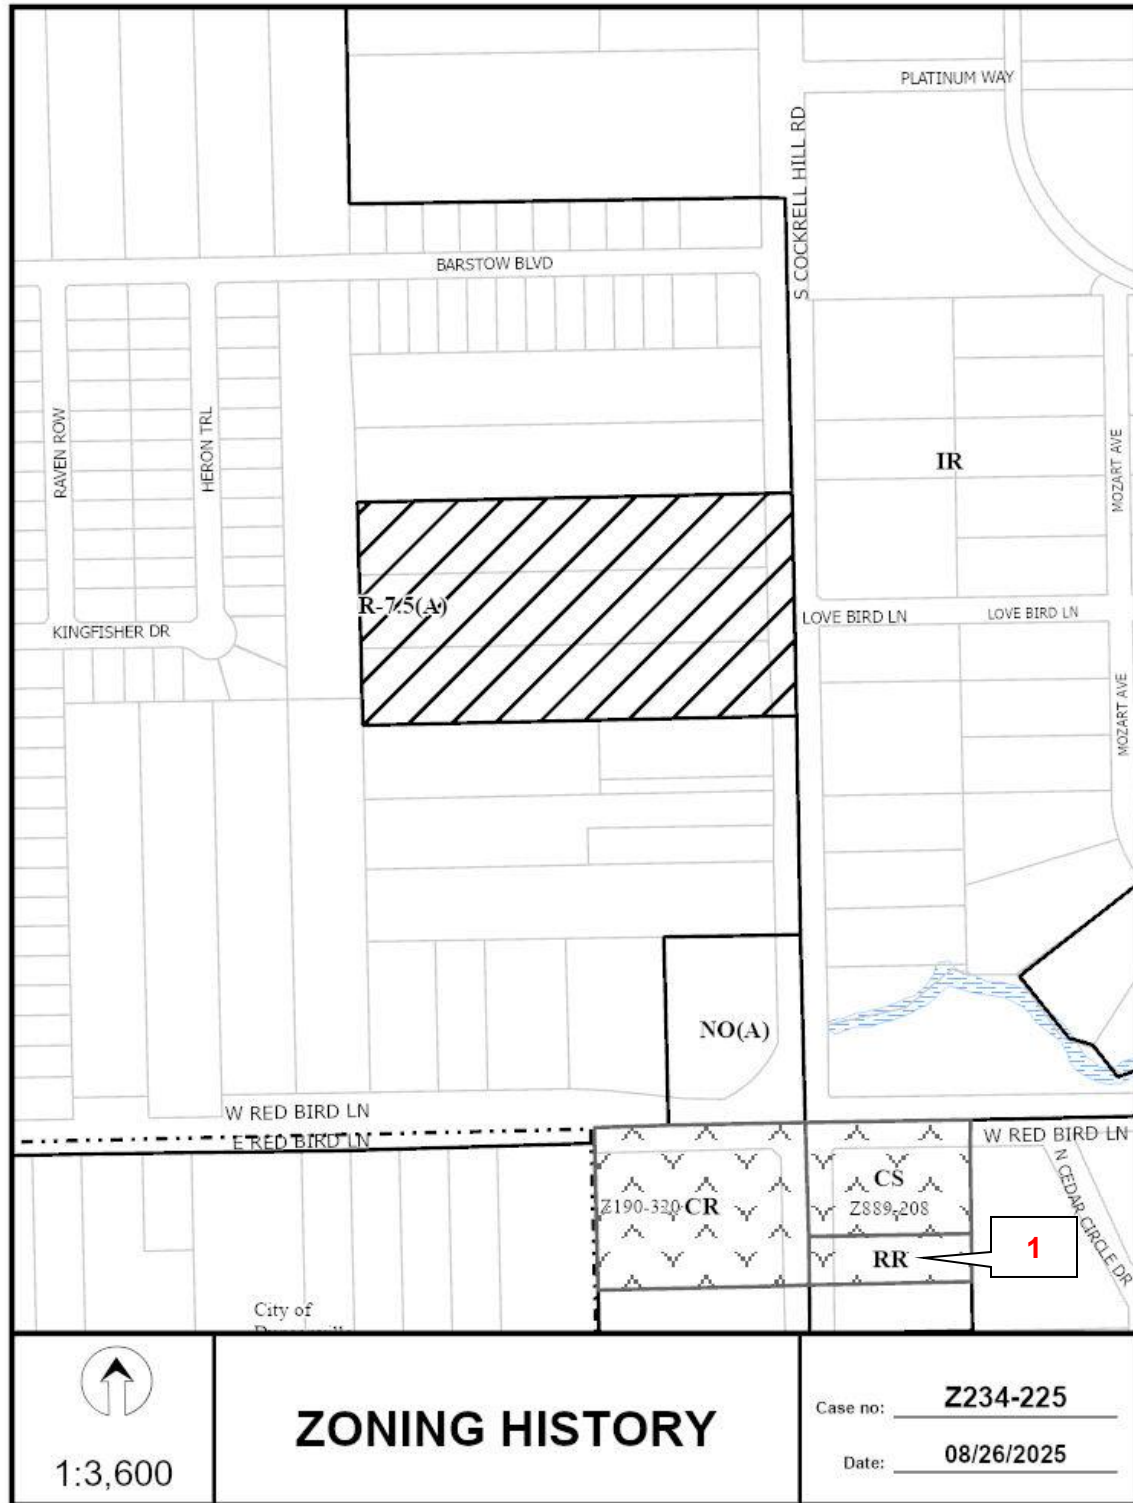 PLATINUM WAY
S COCKRELL HILL RD
BARSTOW BLVD
RAVEN ROW
HERON TRL
IR
MOZART AVE
R-7.5(A)
KINGFISHER DR
LOVE BIRD LN
LOVE BIRD LN
MOZART AVE
NO(A)
W RED BIRD LN
E RED BIRD LN
W RED BIRD LN
N CEDAR CIRCLE DR
CS
Z889-208
Z190-320 CR
RR
1
City of
1:3,600
ZONING HISTORY
Case no: Z234-225
Date: 08/26/2025